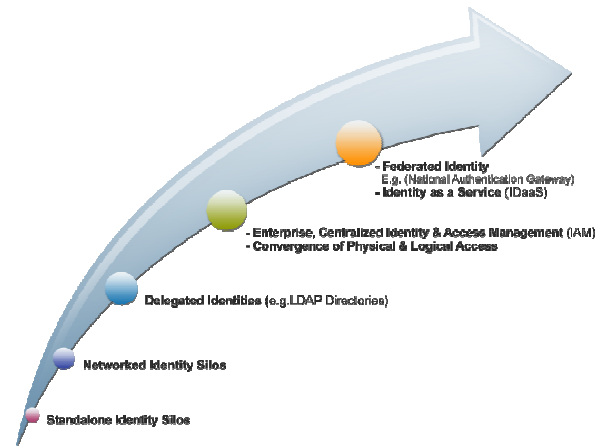 - Federated Identity
E.g. (National Authentication Gateway)
- Identity as a Service (IDaaS)
- Enterprise, Centralized Identity & Access Management (IAM)
- Convergence of Physical & Logical Access
Delegated Identities (e.g.LDAP Directories)
Networked Identity Silos
Standalone Identity Silos